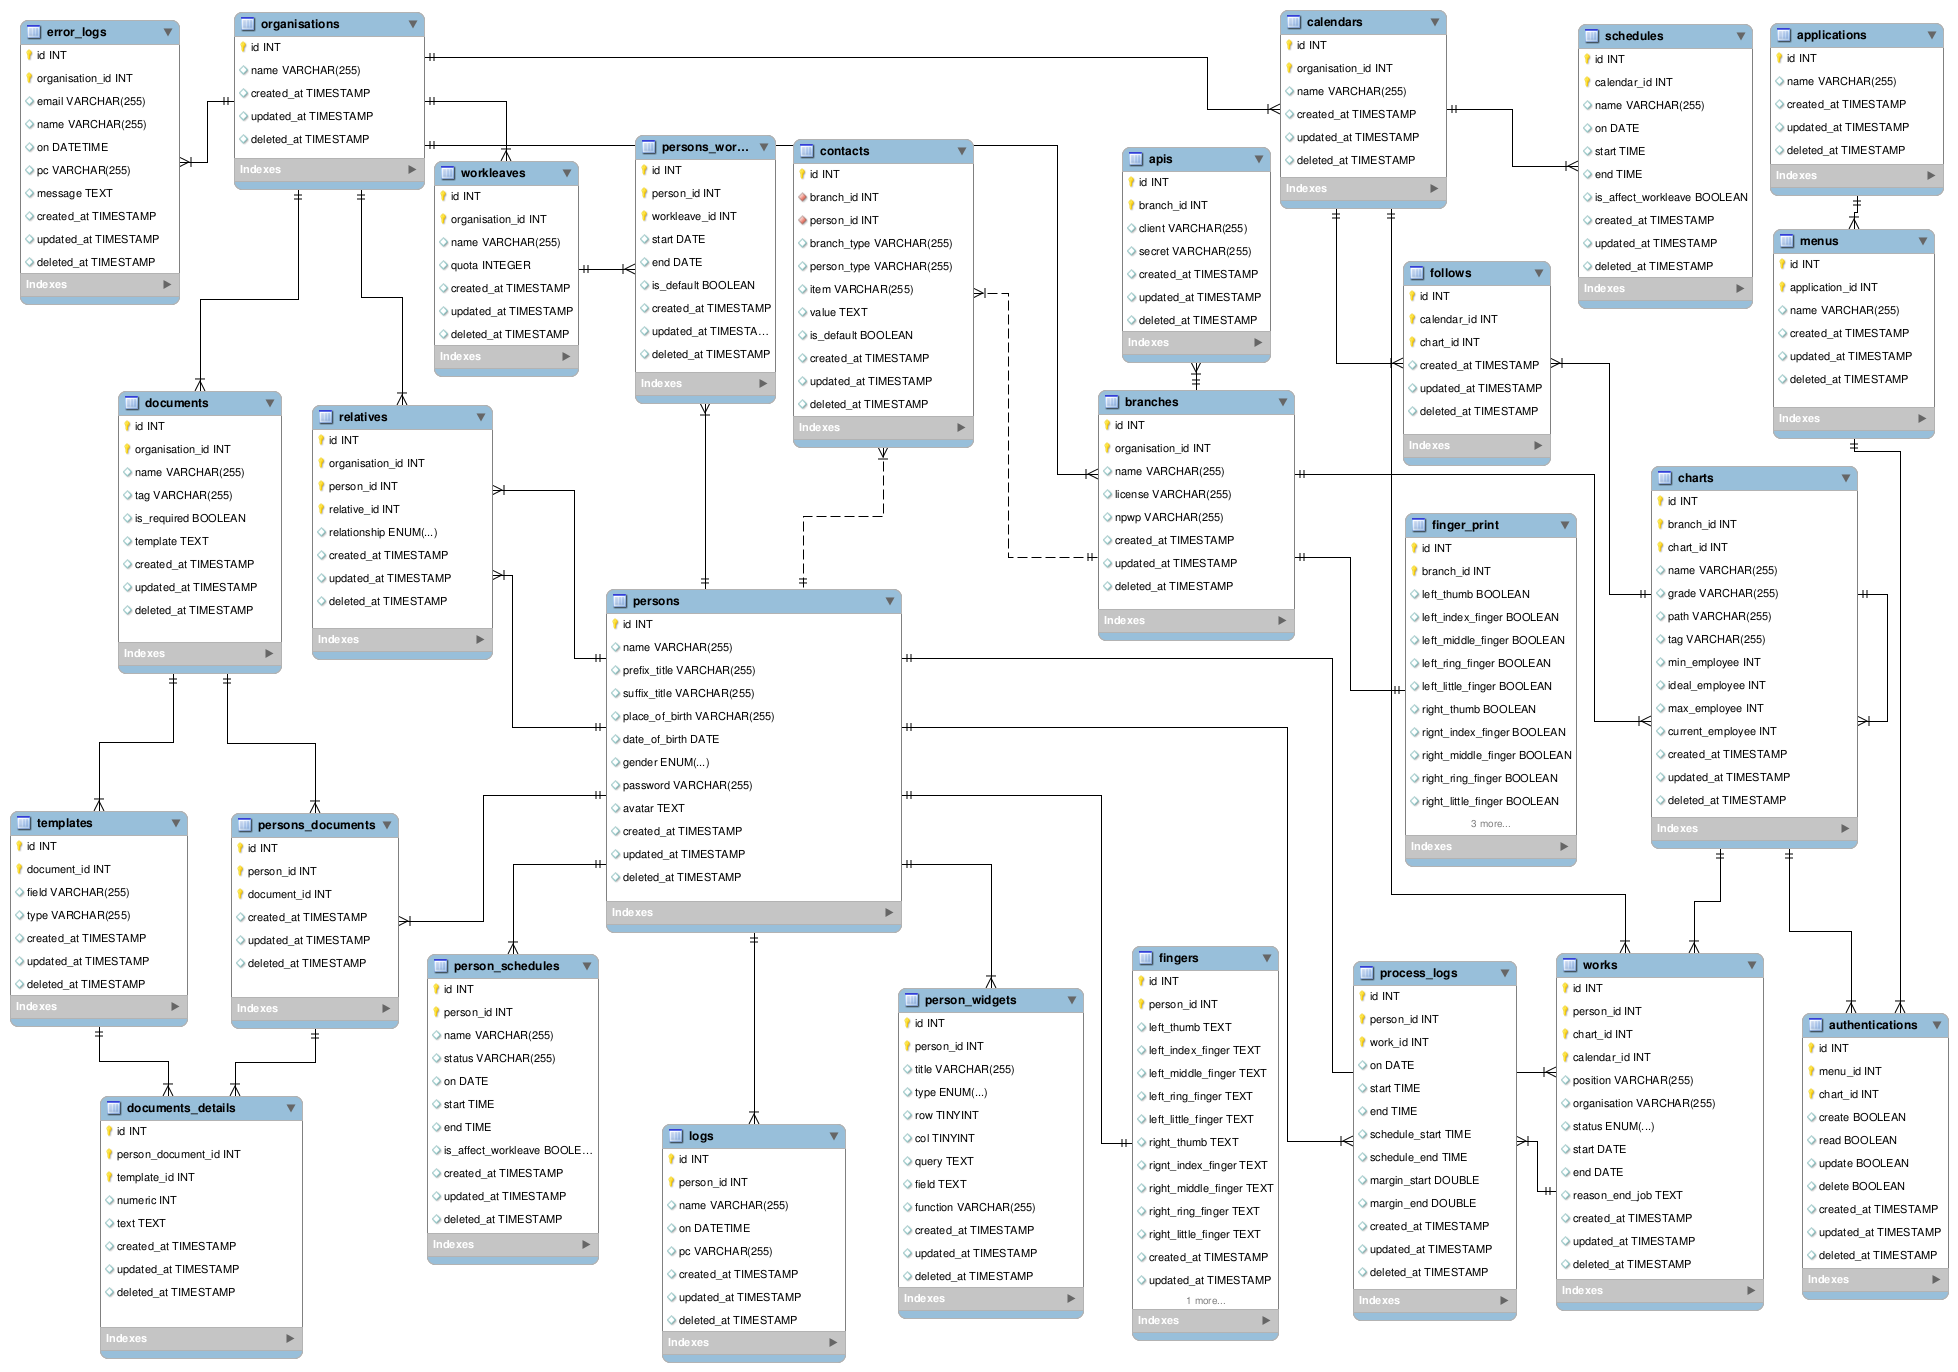 error_logs
id INT
organisation_id INT
email VARCHAR(255)
name VARCHAR(255)
on DATETIME
pc VARCHAR(255)
message TEXT
created_at TIMESTAMP
updated_at TIMESTAMP
deleted_at TIMESTAMP
Indexes
organisations
id INT
name VARCHAR(255)
created_at TIMESTAMP
updated_at TIMESTAMP
deleted_at TIMESTAMP
Indexes
workleaves
id INT
organisation_id INT
name VARCHAR(255)
quota INTEGER
created_at TIMESTAMP
updated_at TIMESTAMP
deleted_at TIMESTAMP
Indexes
persons_wor...
id INT
person_id INT
workleave_id INT
start DATE
end DATE
is_default BOOLEAN
created_at TIMESTAMP
updated_at TIMESTA...
deleted_at TIMESTAMP
Indexes
contacts
id INT
branch_id INT
person_id INT
branch_type VARCHAR(255)
person_type VARCHAR(255)
item VARCHAR(255)
value TEXT
is_default BOOLEAN
created_at TIMESTAMP
updated_at TIMESTAMP
deleted_at TIMESTAMP
Indexes
apis
id INT
branch_id INT
client VARCHAR(255)
secret VARCHAR(255)
created_at TIMESTAMP
updated_at TIMESTAMP
deleted_at TIMESTAMP
Indexes
calendars
id INT
organisation_id INT
name VARCHAR(255)
created_at TIMESTAMP
updated_at TIMESTAMP
deleted_at TIMESTAMP
Indexes
schedules
id INT
calendar_id INT
name VARCHAR(255)
on DATE
start TIME
end TIME
is_affect_workleave BOOLEAN
created_at TIMESTAMP
updated_at TIMESTAMP
deleted_at TIMESTAMP
Indexes
applications
id INT
name VARCHAR(255)
created_at TIMESTAMP
updated_at TIMESTAMP
deleted_at TIMESTAMP
Indexes
menus
id INT
application_id INT
name VARCHAR(255)
created_at TIMESTAMP
updated_at TIMESTAMP
deleted_at TIMESTAMP
Indexes
follows
id INT
calendar_id INT
chart_id INT
created_at TIMESTAMP
updated_at TIMESTAMP
deleted_at TIMESTAMP
Indexes
documents
id INT
organisation_id INT
name VARCHAR(255)
tag VARCHAR(255)
is_required BOOLEAN
template TEXT
created_at TIMESTAMP
updated_at TIMESTAMP
deleted_at TIMESTAMP
Indexes
relatives
id INT
organisation_id INT
person_id INT
relative_id INT
relationship ENUM(...)
created_at TIMESTAMP
updated_at TIMESTAMP
deleted_at TIMESTAMP
Indexes
branches
id INT
organisation_id INT
name VARCHAR(255)
license VARCHAR(255)
npwp VARCHAR(255)
created_at TIMESTAMP
updated_at TIMESTAMP
deleted_at TIMESTAMP
Indexes
charts
id INT
branch_id INT
chart_id INT
name VARCHAR(255)
grade VARCHAR(255)
path VARCHAR(255)
tag VARCHAR(255)
min_employee INT
ideal_employee INT
max_employee INT
current_employee INT
created_at TIMESTAMP
updated_at TIMESTAMP
deleted_at TIMESTAMP
Indexes
finger_print
id INT
branch_id INT
left_thumb BOOLEAN
left_index_finger BOOLEAN
left_middle_finger BOOLEAN
left_ring_finger BOOLEAN
left_little_finger BOOLEAN
right_thumb BOOLEAN
rignt_index_finger BOOLEAN
right_middle_finger BOOLEAN
right_ring_finger BOOLEAN
right_little_finger BOOLEAN
3 more...
Indexes
persons
id INT
name VARCHAR(255)
prefix_title VARCHAR(255)
suffix_title VARCHAR(255)
place_of_birth VARCHAR(255)
date_of_birth DATE
gender ENUM(...)
password VARCHAR(255)
avatar TEXT
created_at TIMESTAMP
updated_at TIMESTAMP
deleted_at TIMESTAMP
Indexes
templates
id INT
document_id INT
field VARCHAR(255)
type VARCHAR(255)
created_at TIMESTAMP
updated_at TIMESTAMP
deleted_at TIMESTAMP
Indexes
persons_documents
id INT
person_id INT
document_id INT
created_at TIMESTAMP
updated_at TIMESTAMP
deleted_at TIMESTAMP
Indexes
documents_details
id INT
person_document_id INT
template_id INT
numeric INT
text TEXT
created_at TIMESTAMP
updated_at TIMESTAMP
deleted_at TIMESTAMP
Indexes
person_schedules
id INT
person_id INT
name VARCHAR(255)
status VARCHAR(255)
on DATE
start TIME
end TIME
is_affect_workleave BOOLE...
created_at TIMESTAMP
updated_at TIMESTAMP
deleted_at TIMESTAMP
Indexes
logs
id INT
person_id INT
name VARCHAR(255)
on DATETIME
pc VARCHAR(255)
created_at TIMESTAMP
updated_at TIMESTAMP
deleted_at TIMESTAMP
Indexes
person_widgets
id INT
person_id INT
title VARCHAR(255)
type ENUM(...)
row TINYINT
col TINYINT
query TEXT
field TEXT
function VARCHAR(255)
created_at TIMESTAMP
updated_at TIMESTAMP
deleted_at TIMESTAMP
Indexes
fingers
id INT
person_id INT
left_thumb TEXT
left_index_finger TEXT
left_middle_finger TEXT
left_ring_finger TEXT
left_little_finger TEXT
right_thumb TEXT
rignt_index_finger TEXT
right_middle_finger TEXT
right_ring_finger TEXT
right_little_finger TEXT
created_at TIMESTAMP
updated_at TIMESTAMP
1 more...
Indexes
process_logs
id INT
person_id INT
work_id INT
on DATE
start TIME
end TIME
schedule_start TIME
schedule_end TIME
margin_start DOUBLE
margin_end DOUBLE
created_at TIMESTAMP
updated_at TIMESTAMP
deleted_at TIMESTAMP
Indexes
works
id INT
person_id INT
chart_id INT
calendar_id INT
position VARCHAR(255)
organisation VARCHAR(255)
status ENUM(...)
start DATE
end DATE
reason_end_job TEXT
created_at TIMESTAMP
updated_at TIMESTAMP
deleted_at TIMESTAMP
Indexes
authentications
id INT
menu_id INT
chart_id INT
create BOOLEAN
read BOOLEAN
update BOOLEAN
delete BOOLEAN
created_at TIMESTAMP
updated_at TIMESTAMP
deleted_at TIMESTAMP
Indexes